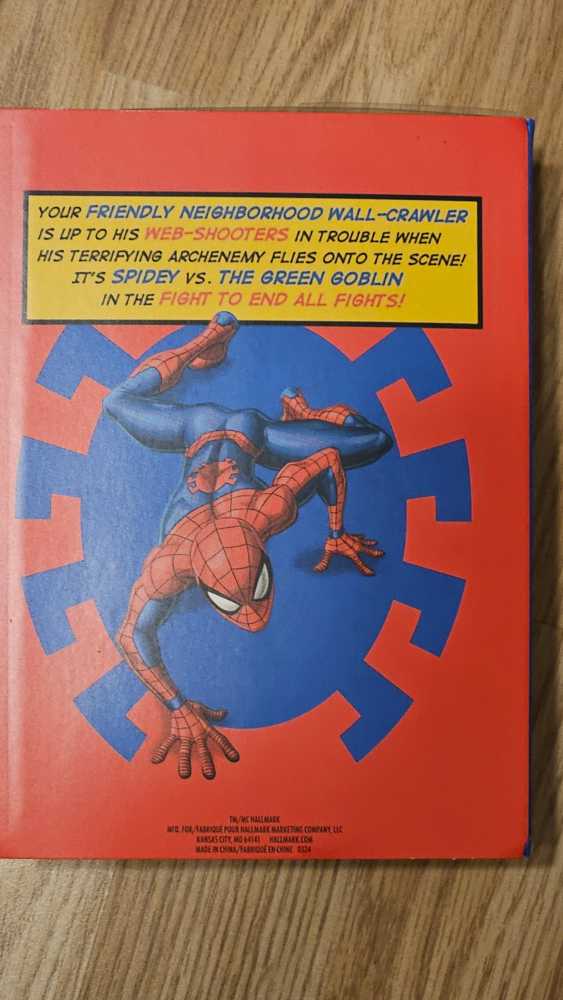 YOUR FRIENDLY NEIGHBORHOOD WALL-CRAWLER
IS UP TO HIS WEB-SHOOTERS IN TROUBLE WHEN
HIS TERRIFYING ARCHENEMY FLIES ONTO THE SCENE!
IT'S SPIDEY VS. THE GREEN GOBLIN
IN THE FIGHT TO END ALL FIGHTS!
TM/MC HALLMARK
MFD. FOR/FABRIQUÉ POUR HALLMARK MARKETING COMPANY, LLC
KANSAS CITY, MO 64141 HALLMARK.COM
MADE IN CHINA/FABRIQUÉ EN CHINE 0324